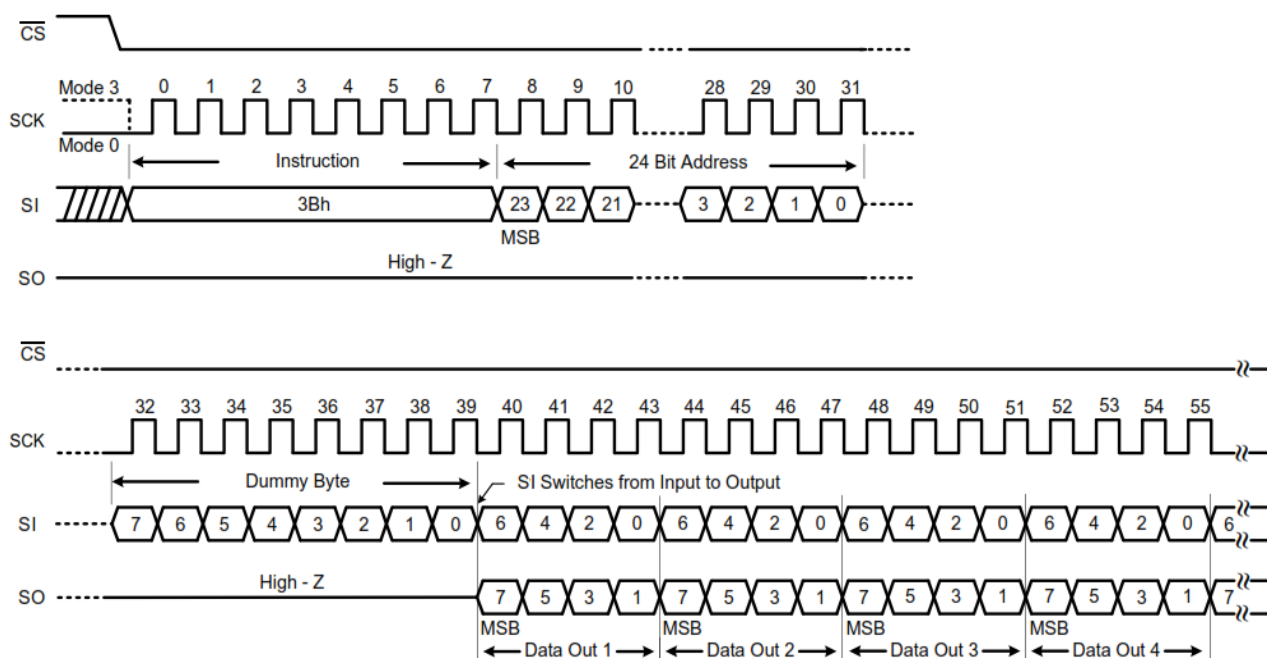 CS
Mode 3 0 1 2 3 4 5 6 7 8 9 10 28 29 30 31
SCK
Mode 0
Instruction 24 Bit Address
SI 3Bh 23 22 21 3 2 1 0
MSB
High - Z
SO
CS
32 33 34 35 36 37 38 39 40 41 42 43 44 45 46 47 48 49 50 51 52 53 54 55
SCK
Dummy Byte SI Switches from Input to Output
SI 7 6 5 4 3 2 1 0 6 4 2 0 6 4 2 0 6 4 2 0 6 4 2 0 6
High - Z
SO 7 5 3 1 7 5 3 1 7 5 3 1 7 5 3 1 7
MSB MSB MSB MSB
Data Out 1 Data Out 2 Data Out 3 Data Out 4